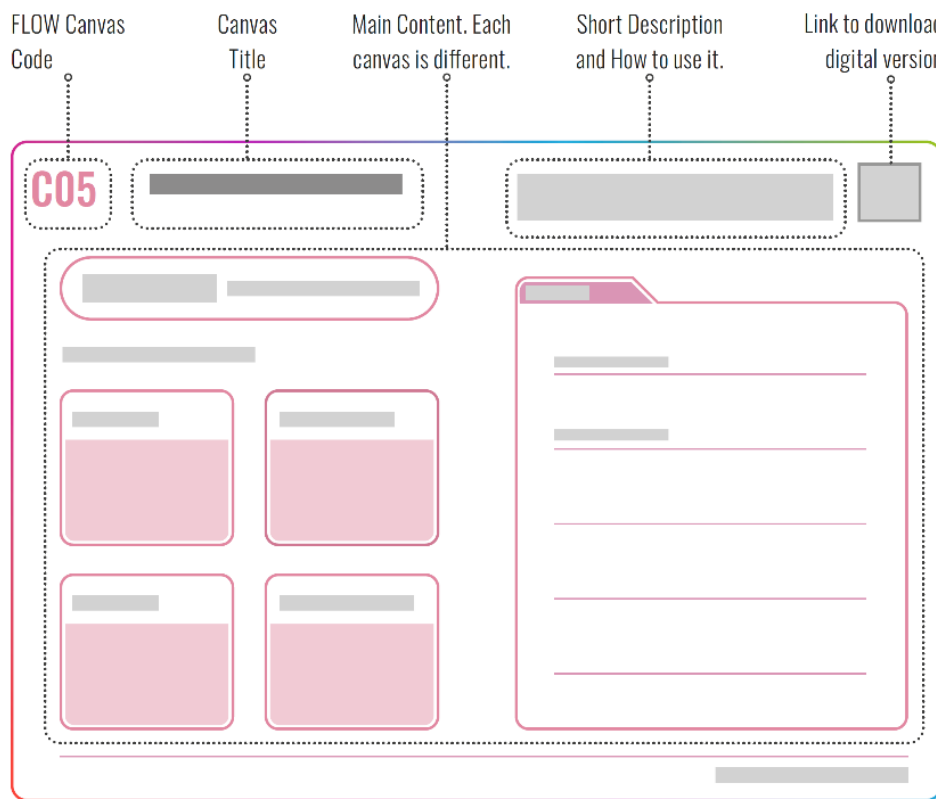 FLOW Canvas
Code
Canvas
Title
Main Content. Each
canvas is different.
Short Description
and How to use it.
Link to download
digital version
C05